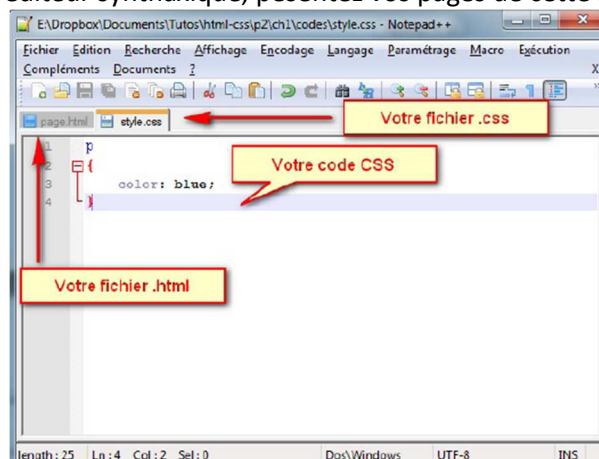 E:\Dropbox\Documents\Tutos\html-css\p2\ch1\codes\style.css - Notepad++
Fichier Edition Recherche Affichage Encodage Langage Paramétrage Macro Exécution
Compléments Documents ? X
page.html style.css
Votre fichier .css
1 p
2 {
Votre code CSS
3 color: blue;
4 }
Votre fichier .html
length : 25 Ln : 4 Col : 2 Sel : 0 Dos\Windows UTF-8 INS